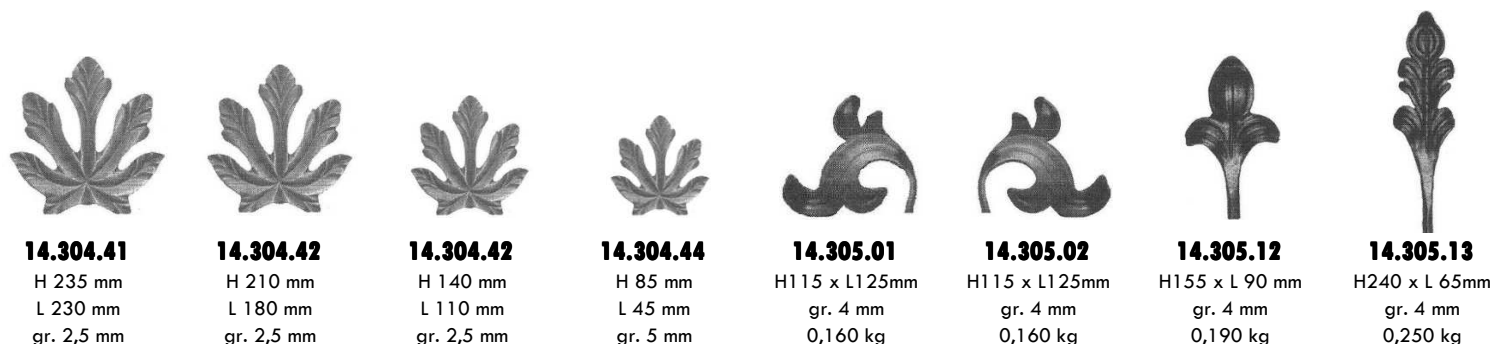 14.304.41 14.304.42 14.304.42 14.304.44 14.305.01 14.305.02 14.305.12 14.305.13
H 235 mm H 210 mm H 140 mm H 85 mm H115 x L125mm H115 x L125mm H155 x L 90 mm H240 x L 65mm
L 230 mm L 180 mm L 110 mm L 45 mm gr. 4 mm gr. 4 mm gr. 4 mm gr. 4 mm
gr. 2,5 mm gr. 2,5 mm gr. 2,5 mm gr. 5 mm 0,160 kg 0,160 kg 0,190 kg 0,250 kg